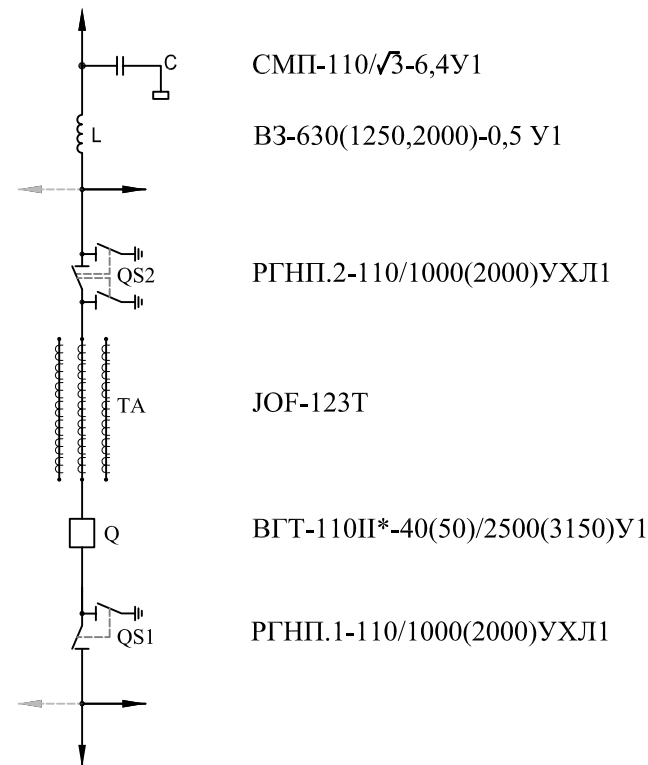 C СМП-110/√3-6,4У1
L ВЗ-630(1250,2000)-0,5 У1
QS2 РГНП.2-110/1000(2000)УХЛ1
TA JOF-123T
Q ВГТ-110II*-40(50)/2500(3150)У1
QS1 РГНП.1-110/1000(2000)УХЛ1